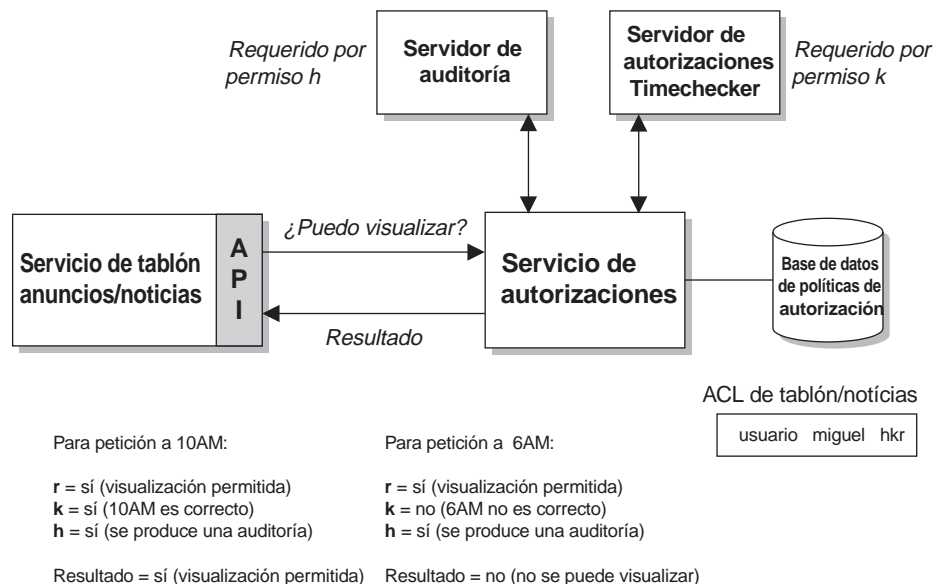 Requerido por
permiso h
Servidor de
auditoría
Servidor de
autorizaciones
Timechecker
Requerido por
permiso k
Servicio de tablón
anuncios/noticias
A
P
I
¿Puedo visualizar?
Resultado
Servicio de
autorizaciones
Base de datos
de políticas de
autorización
ACL de tablón/notícias
usuario miguel hkr
Para petición a 10AM:
r = sí (visualización permitida)
k = sí (10AM es correcto)
h = sí (se produce una auditoría)
Resultado = sí (visualización permitida)
Para petición a 6AM:
r = sí (visualización permitida)
k = no (6AM no es correcto)
h = sí (se produce una auditoría)
Resultado = no (no se puede visualizar)